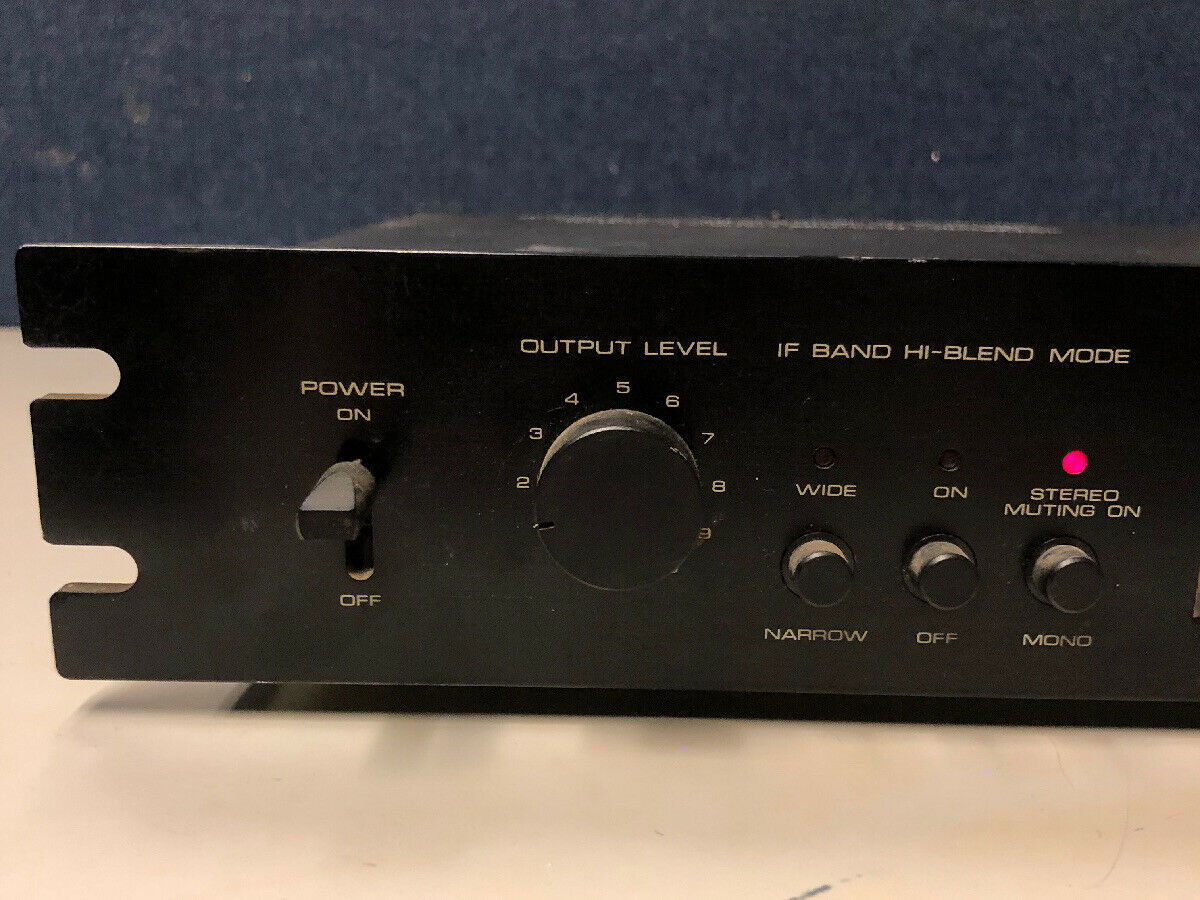 POWER
ON
OFF
OUTPUT LEVEL
2
3
4
5
6
7
8
9
IF BAND HI-BLEND MODE
WIDE
ON
STEREO
MUTING ON
NARROW
OFF
MONO